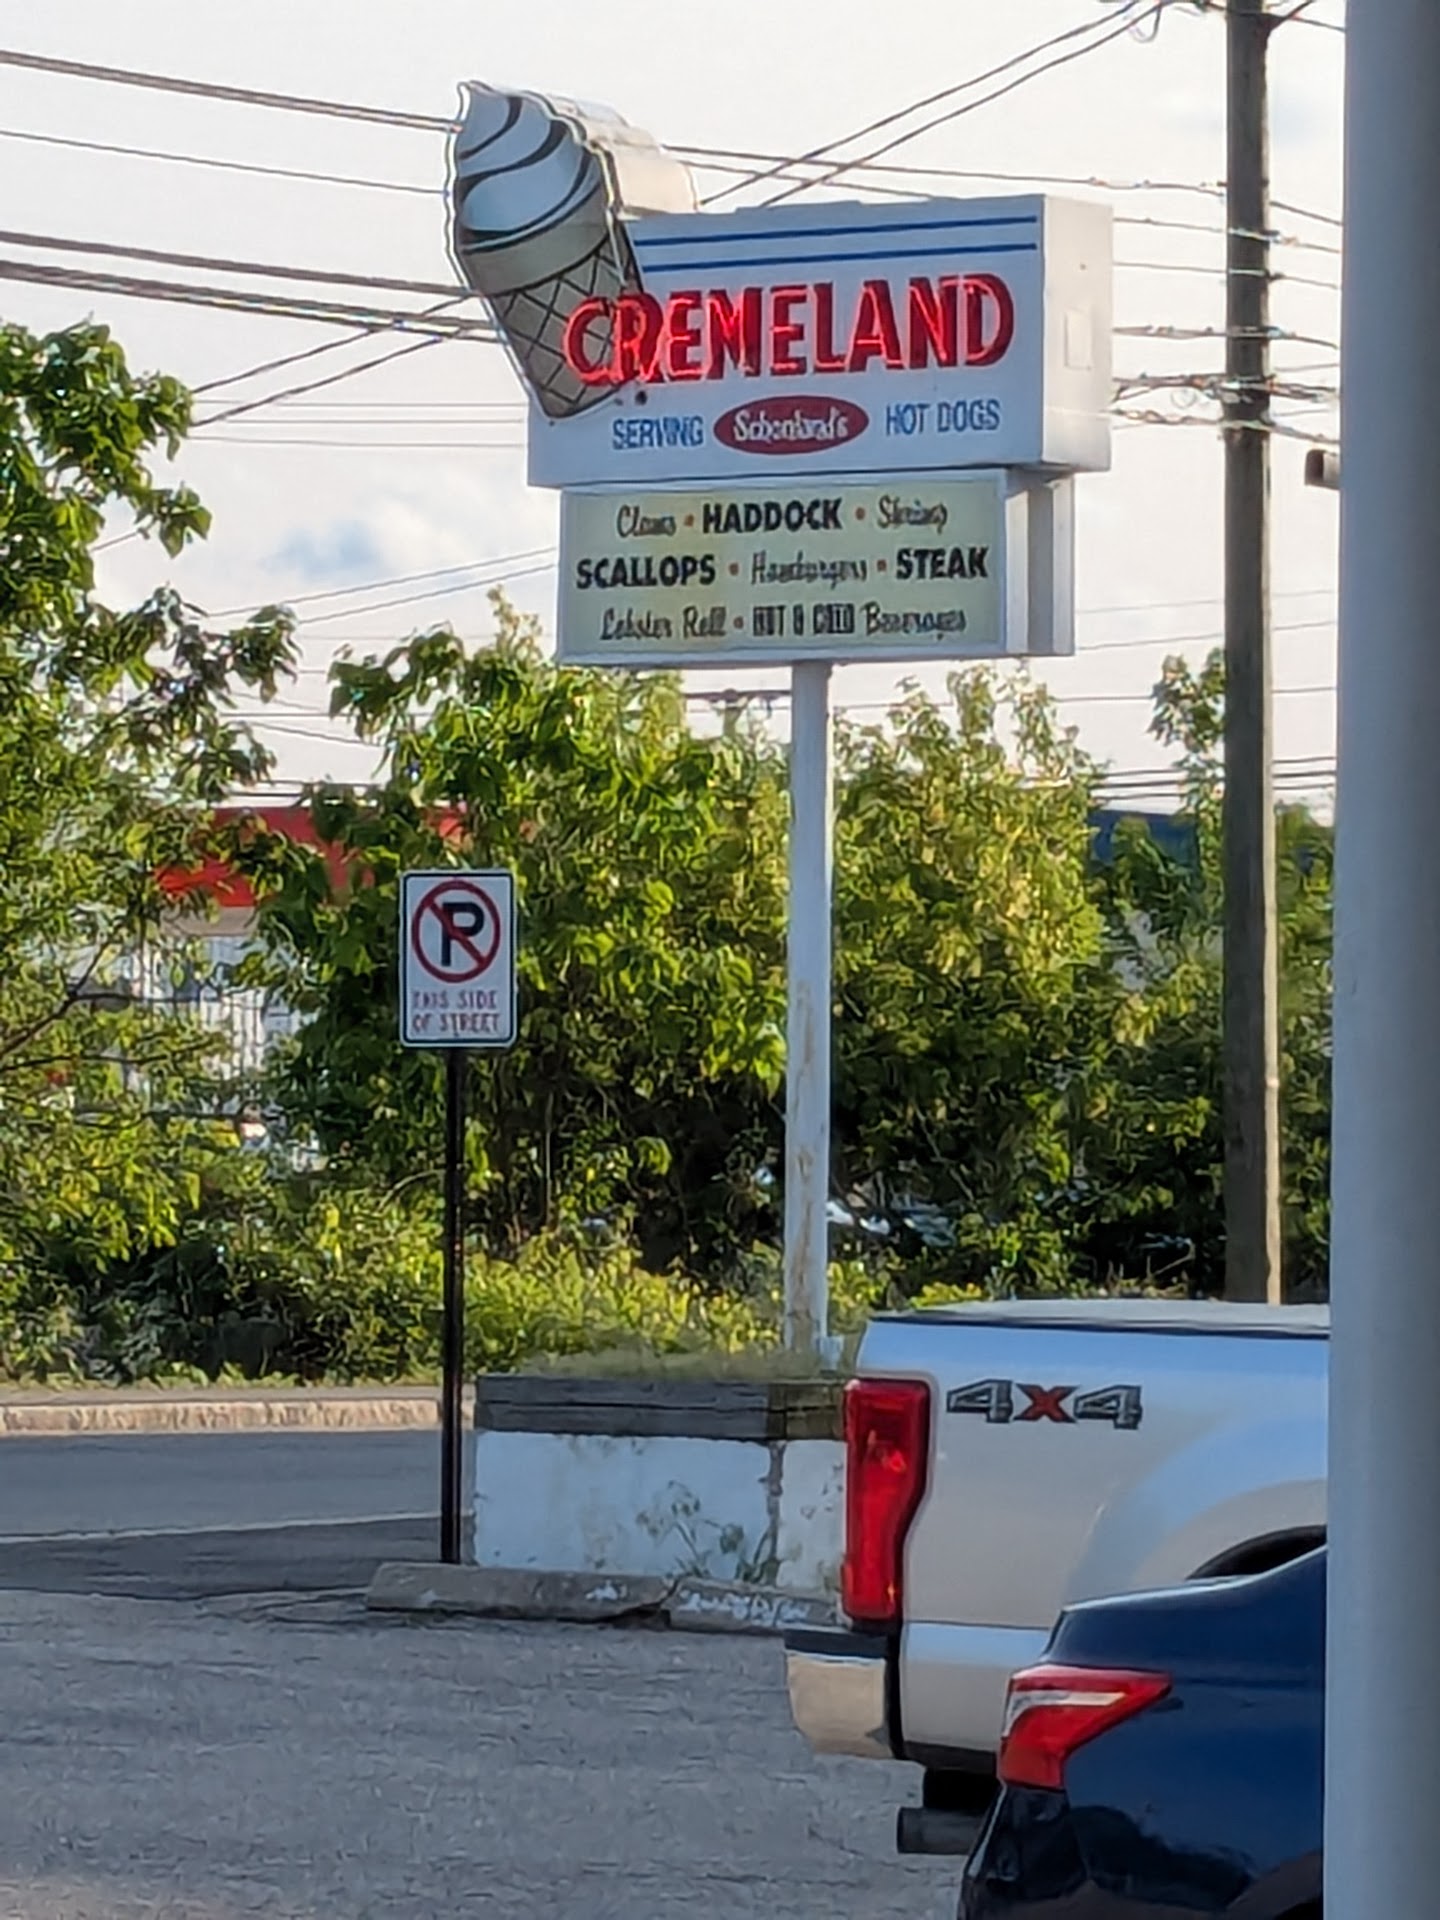 CREMELAND
SERVING Schonland's HOT DOGS
Clams • HADDOCK • Shrimp
SCALLOPS • Hamburgers • STEAK
Lobster Roll • HOT & COLD Beverages
P
THIS SIDE
OF STREET
4x4